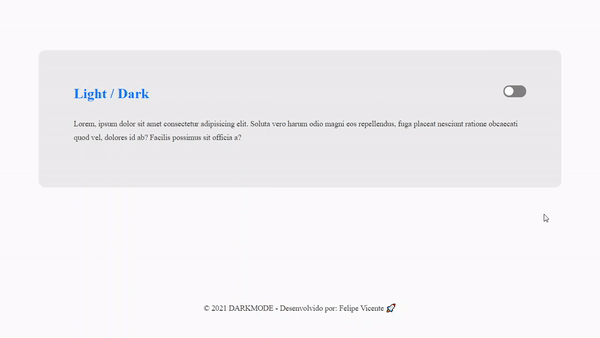 Light / Dark
Lorem, ipsum dolor sit amet consectetur adipisicing elit. Soluta vero harum odio magni eos repellendus, fuga placeat nesciunt ratione obcaecati
quod vel, dolores id ab? Facilis possimus sit officia a?
© 2021 DARKMODE - Desenvolvido por: Felipe Vicente 🚀